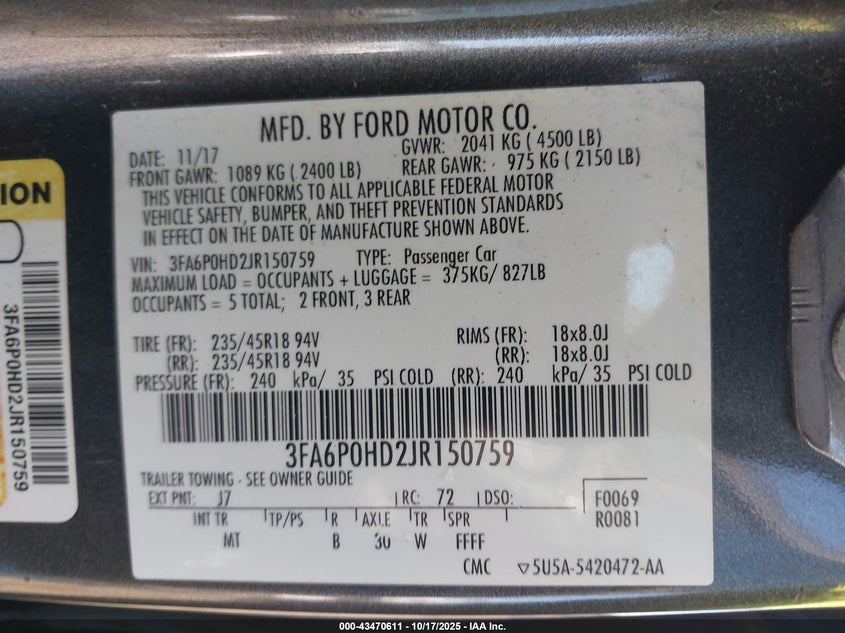 MFD. BY FORD MOTOR CO.
DATE: 11/17 GVWR: 2041 KG ( 4500 LB)
FRONT GAWR: 1089 KG ( 2400 LB) REAR GAWR: 975 KG ( 2150 LB)
THIS VEHICLE CONFORMS TO ALL APPLICABLE FEDERAL MOTOR
VEHICLE SAFETY, BUMPER, AND THEFT PREVENTION STANDARDS
IN EFFECT ON THE DATE OF MANUFACTURE SHOWN ABOVE.
VIN: 3FA6P0HD2JR150759 TYPE: Passenger Car
MAXIMUM LOAD = OCCUPANTS + LUGGAGE = 375KG/ 827LB
OCCUPANTS = 5 TOTAL; 2 FRONT, 3 REAR
TIRE (FR): 235/45R18 94V RIMS (FR): 18x8.0J
(RR): 235/45R18 94V (RR): 18x8.0J
PRESSURE (FR): 240 kPa/ 35 PSI COLD (RR): 240 kPa/ 35 PSI COLD
3FA6P0HD2JR150759
TRAILER TOWING - SEE OWNER GUIDE
EXT PNT: J7 RC: 72 DSO: F0069
R0081
INT TR TP/PS R AXLE TR SPR
MT B 30 W FFFF
CMC 5U5A-5420472-AA
ION
3FA6P0HD2JR150759
000-43470611 - 10/17/2025 - IAA Inc.